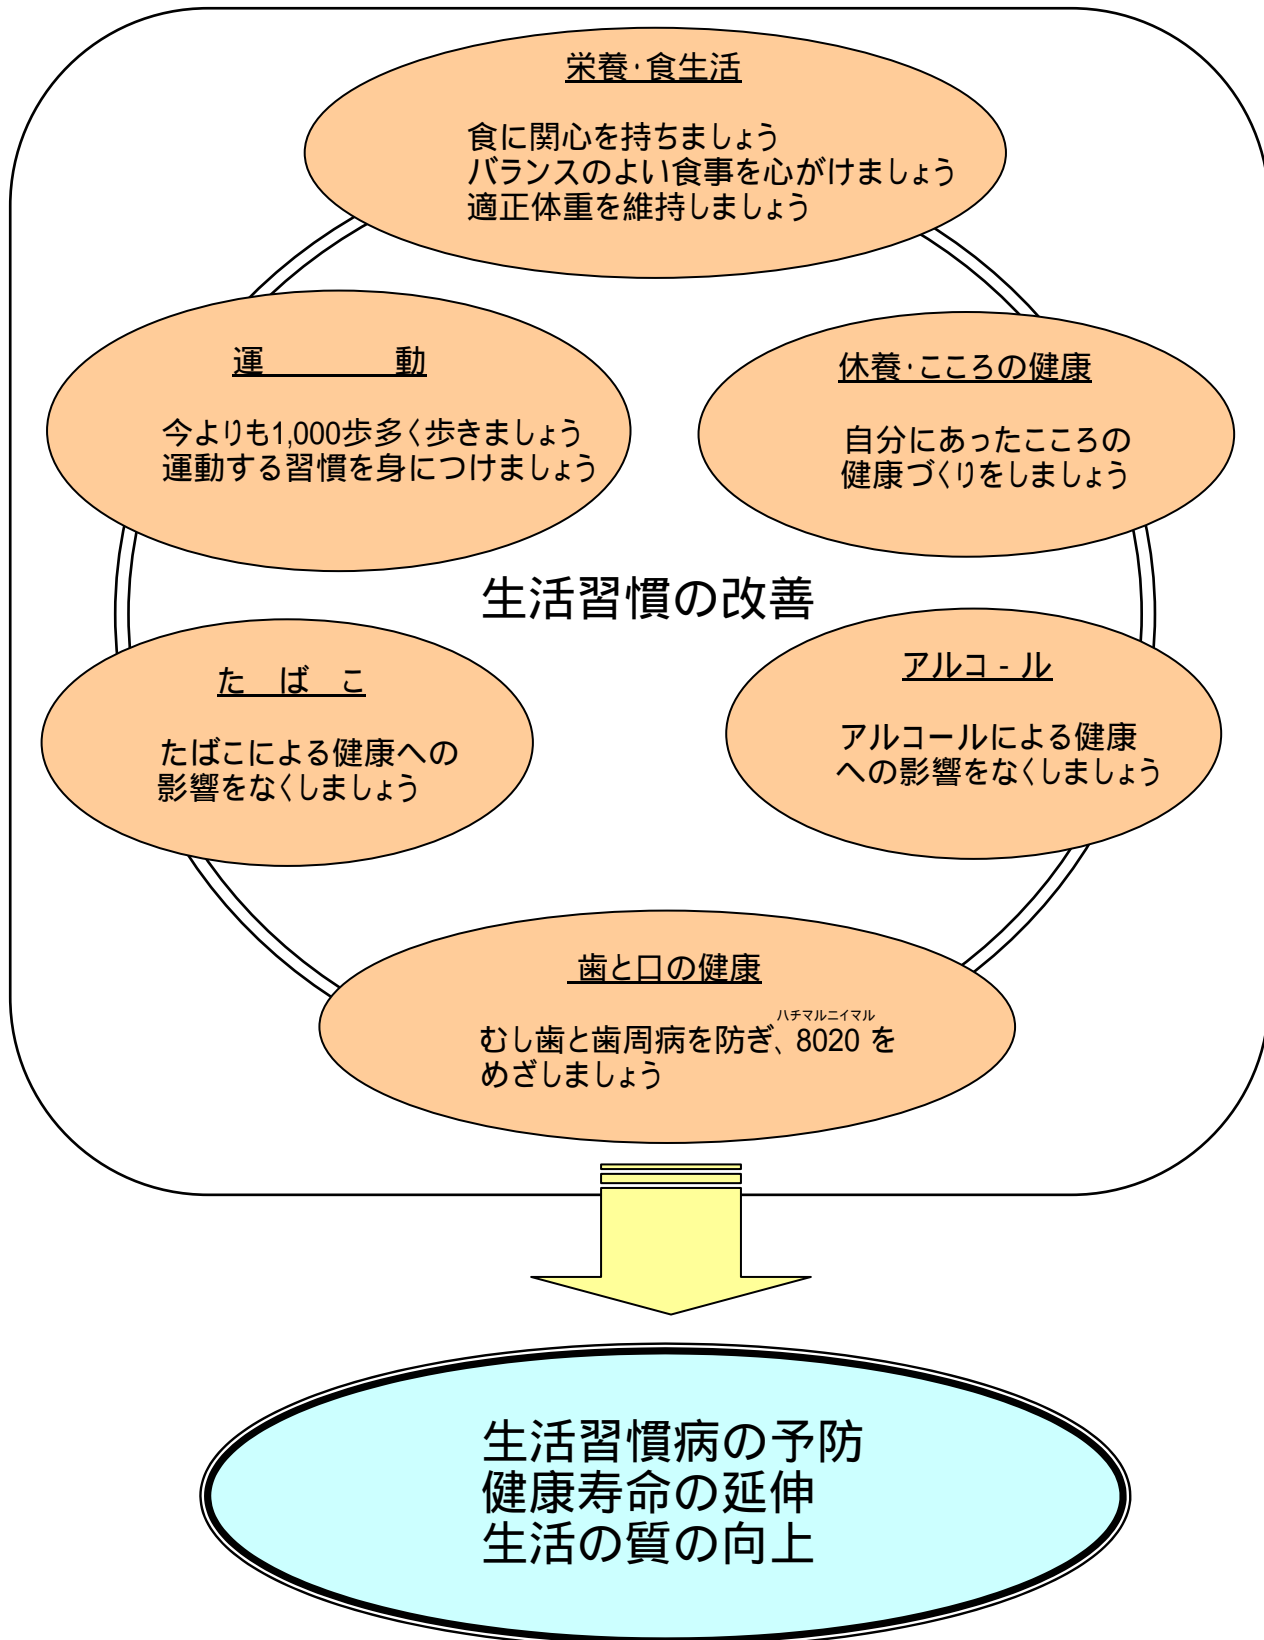 栄養・食生活
食に関心を持ちましょう
バランスのよい食事を心がけましょう
適正体重を維持しましょう
運　　　　動
今よりも1,000歩多く歩きましょう
運動する習慣を身につけましょう
休養・こころの健康
自分にあったこころの
健康づくりをしましょう
生活習慣の改善
た　ば　こ
たばこによる健康への
影響をなくしましょう
アルコ-ル
アルコールによる健康
への影響をなくしましょう
歯と口の健康
ハチマルニイマル
むし歯と歯周病を防ぎ、8020 を
めざしましょう
生活習慣病の予防
健康寿命の延伸
生活の質の向上